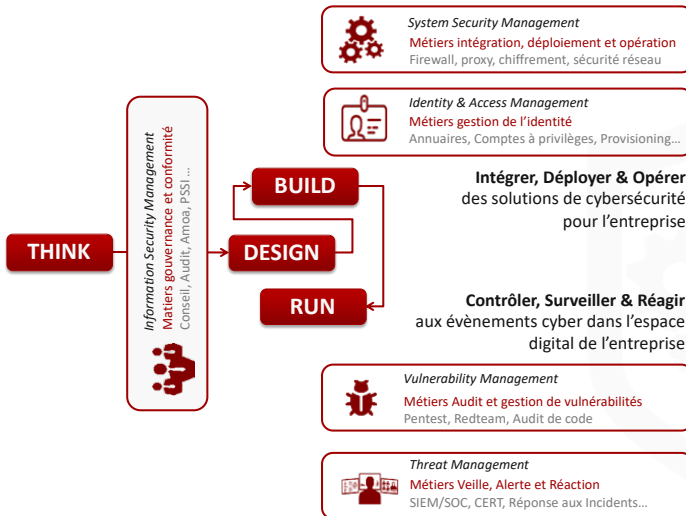 System Security Management
Métiers intégration, déploiement et opération
Firewall, proxy, chiffrement, sécurité réseau
Identity & Access Management
Métiers gestion de l'identité
Annuaires, Comptes à privilèges, Provisioning...
Information Security Management
Matiers gouvernance et conformité
Conseil, Audit, Amoa, PSSI ...
THINK
BUILD
DESIGN
RUN
Intégrer, Déployer & Opérer
des solutions de cybersécurité
pour l'entreprise
Contrôler, Surveiller & Réagir
aux évènements cyber dans l'espace
digital de l'entreprise
Vulnerability Management
Métiers Audit et gestion de vulnérabilités
Pentest, Redteam, Audit de code
Threat Management
Métiers Veille, Alerte et Réaction
SIEM/SOC, CERT, Réponse aux Incidents...